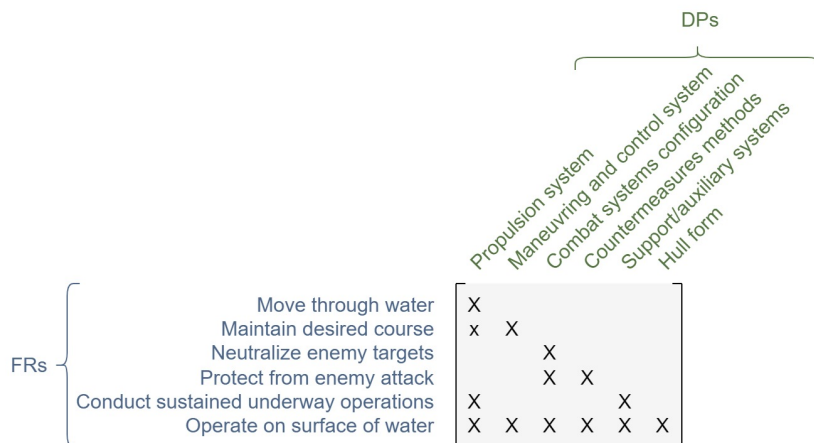 DPs
Propulsion system
Maneuvring and control system
Combat systems configuration
Countermeasures methods
Support/auxiliary systems
Hull form
FRs
Move through water X
Maintain desired course x X
Neutralize enemy targets X
Protect from enemy attack X X
Conduct sustained underway operations X X
Operate on surface of water X X X X X X